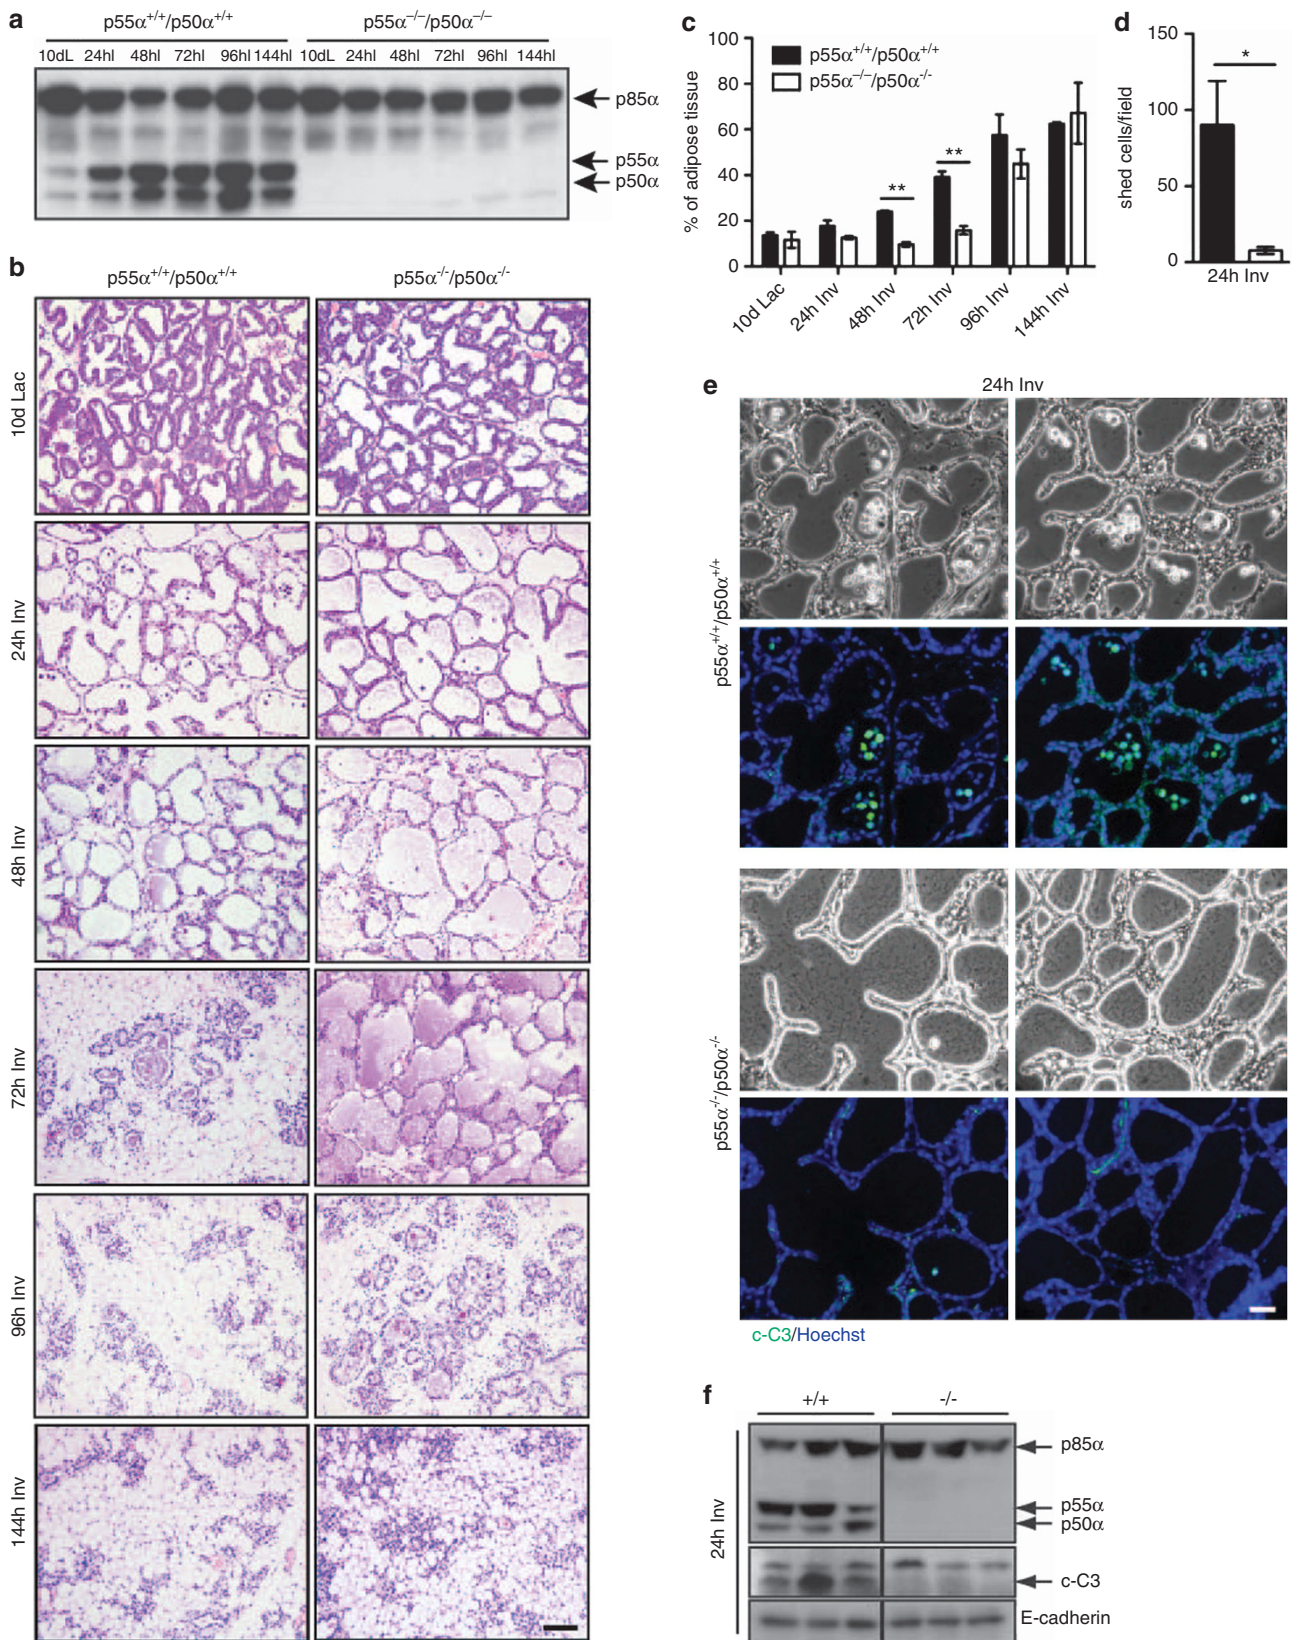 a
p55α+/+/p50α+/+
p55α–/–/p50α–/–
10dL 24hI 48hI 72hI 96hI 144hI 10dL 24hI 48hI 72hI 96hI 144hI
p85α
p55α
p50α
b
p55α+/+/p50α+/+
p55α-/-/p50α-/-
10d Lac
24h Inv
48h Inv
72h Inv
96h Inv
144h Inv
c
% of adipose tissue
100
80
60
40
20
0
p55α+/+/p50α+/+
p55α–/–/p50α-/-
**
**
10d Lac
24h Inv
48h Inv
72h Inv
96h Inv
144h Inv
d
shed cells/field
150
100
50
0
*
24h Inv
e
24h Inv
p55α+/+/p50α+/+
p55α-/-/p50α-/-
c-C3/Hoechst
f
+/+
-/-
24h Inv
p85α
p55α
p50α
c-C3
E-cadherin